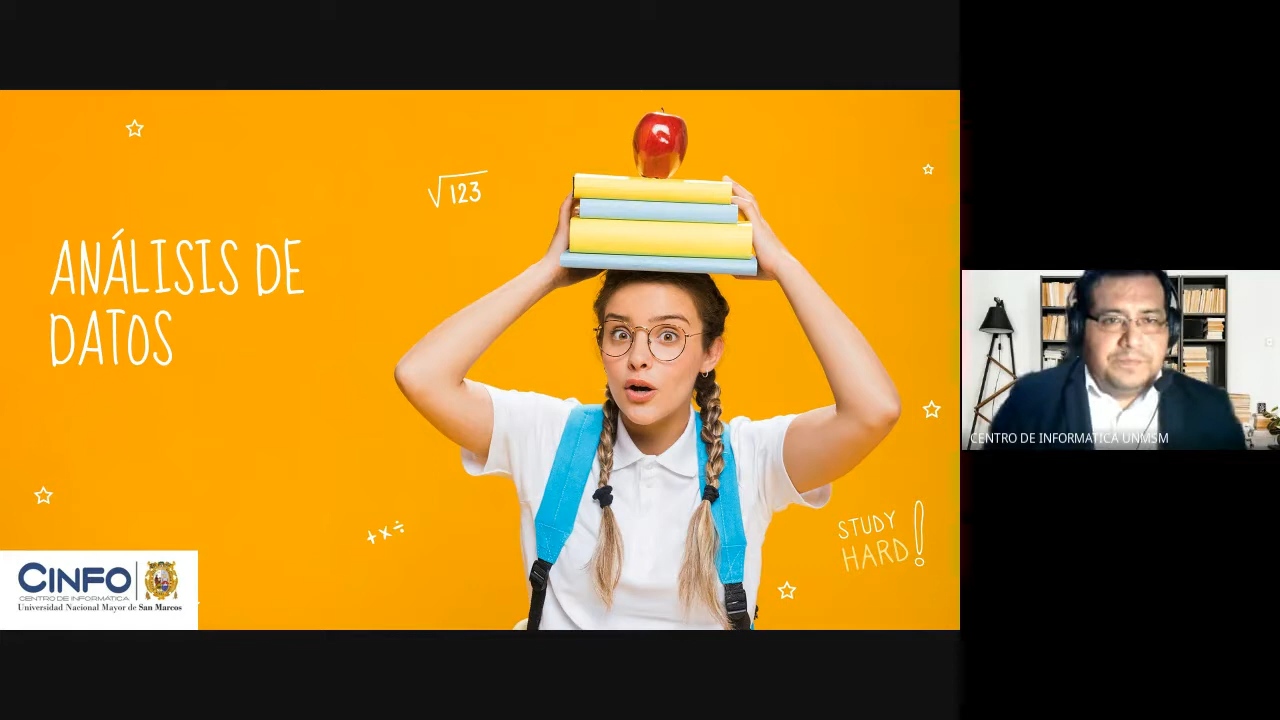 √123
ANÁLISIS DE
DATOS
+x÷
STUDY
HARD!
CINFO
CENTRO DE INFORMATICA
Universidad Nacional Mayor de San Marcos
CENTRO DE INFORMATICA UNMSM